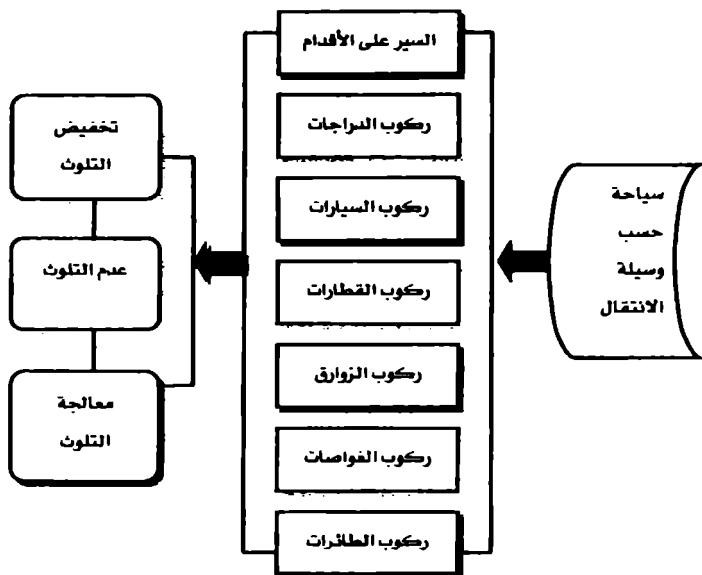 سياحة
حسب
وسيلة
الانتقال
السير على الأقدام
ركوب الدراجات
ركوب السيارات
ركوب القطارات
ركوب الزوارق
ركوب الغواصات
ركوب الطائرات
تخفيض
التلوث
عدم التلوث
معالجة
التلوث